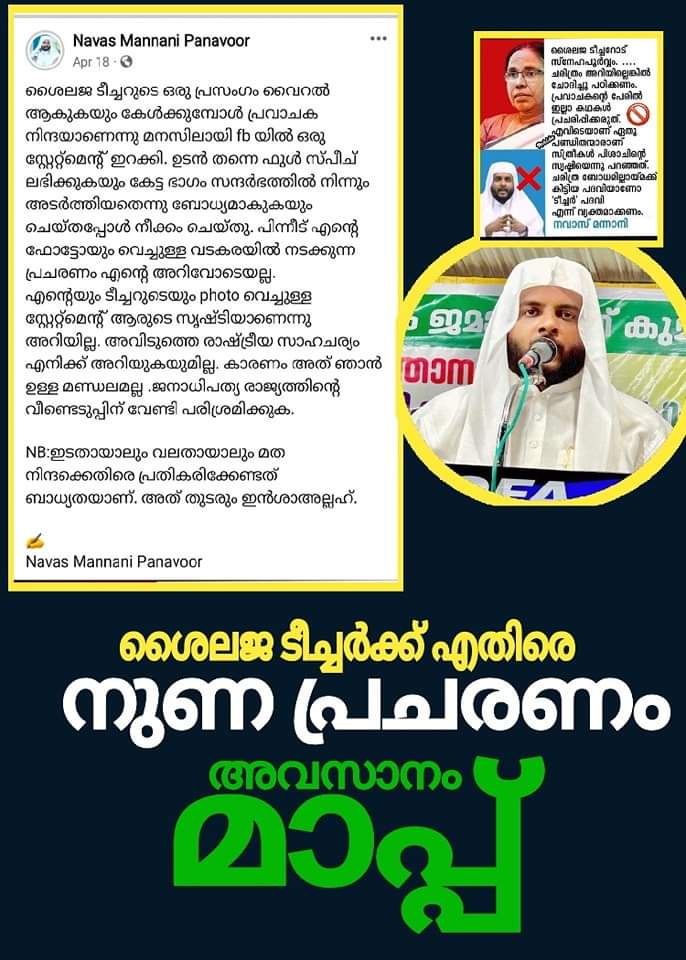 Navas Mannani Panavoor
Apr 18
ശൈലജ ടീച്ചറുടെ ഒരു പ്രസംഗം വൈറൽ
ആകുകയും കേൾക്കുമ്പോൾ പ്രവാചക
നിന്ദയാണെന്നു മനസിലായി fb യിൽ ഒരു
സ്റ്റേറ്റ്മെന്റ് ഇറക്കി. ഉടൻ തന്നെ ഫുൾ സ്പീച്
ലഭിക്കുകയും കേട്ട ഭാഗം സന്ദർഭത്തിൽ നിന്നും
അടർത്തിയതെന്നു ബോധ്യമാകുകയും
ചെയ്തപ്പോൾ നീക്കം ചെയ്തു. പിന്നീട് എന്റെ
ഫോട്ടോയും വെച്ചുള്ള വടകരയിൽ നടക്കുന്ന
പ്രചരണം എന്റെ അറിവോടെയല്ല.
എന്റെയും ടീച്ചറുടെയും photo വെച്ചുള്ള
സ്റ്റേറ്റ്മെന്റ് ആരുടെ സൃഷ്ടിയാണെന്നു
അറിയില്ല. അവിടുത്തെ രാഷ്ട്രീയ സാഹചര്യം
എനിക്ക് അറിയുകയുമില്ല. കാരണം അത് ഞാൻ
ഉള്ള മണ്ഡലമല്ല .ജനാധിപത്യ രാജ്യത്തിന്റെ
വീണ്ടെടുപ്പിന് വേണ്ടി പരിശ്രമിക്കുക.
NB:ഇടതായാലും വലതായാലും മത
നിന്ദക്കെതിരെ പ്രതികരിക്കേണ്ടത്
ബാധ്യതയാണ്. അത് തുടരും ഇൻശാഅല്ലഹ്.
✍️
Navas Mannani Panavoor
ശൈലജ ടീച്ചറോട്
സ്നേഹപൂർവ്വം. ....
ചരിത്രം അറിയില്ലെങ്കിൽ
ചോദിച്ചു പഠിക്കണം.
പ്രവാചകന്റെ പേരിൽ
ഇല്ലാ കഥകൾ
പ്രചരിപ്പിക്കരുത്.
എവിടെയാണ് ഏതു
പണ്ഡിതന്മാരാണ്
സ്ത്രീകൾ പിശാചിന്റെ
സൃഷ്ടിയെന്നു പറഞ്ഞത്.
ചരിത്ര ബോധമില്ലായ്മക്ക്
കിട്ടിയ പദവിയാണോ
'ടീച്ചർ' പദവി
എന്ന് വ്യക്തമാക്കണം.
നവാസ് മന്നാനി
ശൈലജ ടീച്ചർക്ക് എതിരെ
നുണ പ്രചരണം
അവസാനം
മാപ്പ്